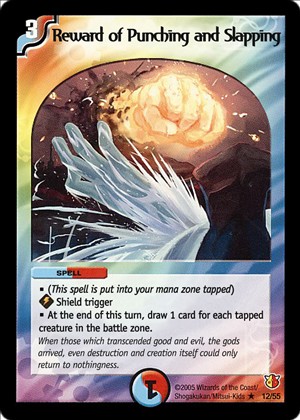 3 Reward of Punching and Slapping
SPELL
▪ (This spell is put into your mana zone tapped)
▪ Shield trigger
▪ At the end of this turn, draw 1 card for each tapped
creature in the battle zone.
When those which transcended good and evil, the gods
arrived, even destruction and creation itself could only
return to nothingness.
©2005 Wizards of the Coast/
Shogakukan/Mitsui-Kids ★ 12/55